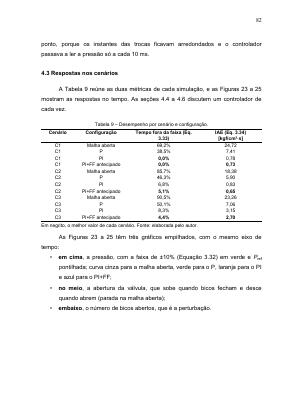 82
ponto, porque os instantes das trocas ficavam arredondados e o controlador
passava a ler a pressão só a cada 10 ms.
4.3 Respostas nos cenários
A Tabela 9 reúne as duas métricas de cada simulação, e as Figuras 23 a 25
mostram as respostas no tempo. As seções 4.4 a 4.6 discutem um controlador de
cada vez.
Tabela 9 – Desempenho por cenário e configuração.
Cenário Configuração Tempo fora da faixa (Eq. 3.33) IAE (Eq. 3.34) [kgf/cm²·s]
C1 Malha aberta 69,2% 24,72
C1 P 38,5% 7,41
C1 PI 0,0% 0,78
C1 PI+FF antecipado 0,0% 0,73
C2 Malha aberta 85,7% 18,38
C2 P 46,3% 5,90
C2 PI 6,8% 0,83
C2 PI+FF antecipado 5,1% 0,65
C3 Malha aberta 90,5% 23,26
C3 P 50,1% 7,06
C3 PI 8,3% 3,15
C3 PI+FF antecipado 4,4% 2,70
Em negrito, o melhor valor de cada cenário. Fonte: elaborada pelo autor.
As Figuras 23 a 25 têm três gráficos empilhados, com o mesmo eixo de
tempo:
• em cima, a pressão, com a faixa de ±10% (Equação 3.32) em verde e Pref
pontilhada; curva cinza para a malha aberta, verde para o P, laranja para o PI
e azul para o PI+FF;
• no meio, a abertura da válvula, que sobe quando bicos fecham e desce
quando abrem (parada na malha aberta);
• embaixo, o número de bicos abertos, que é a perturbação.